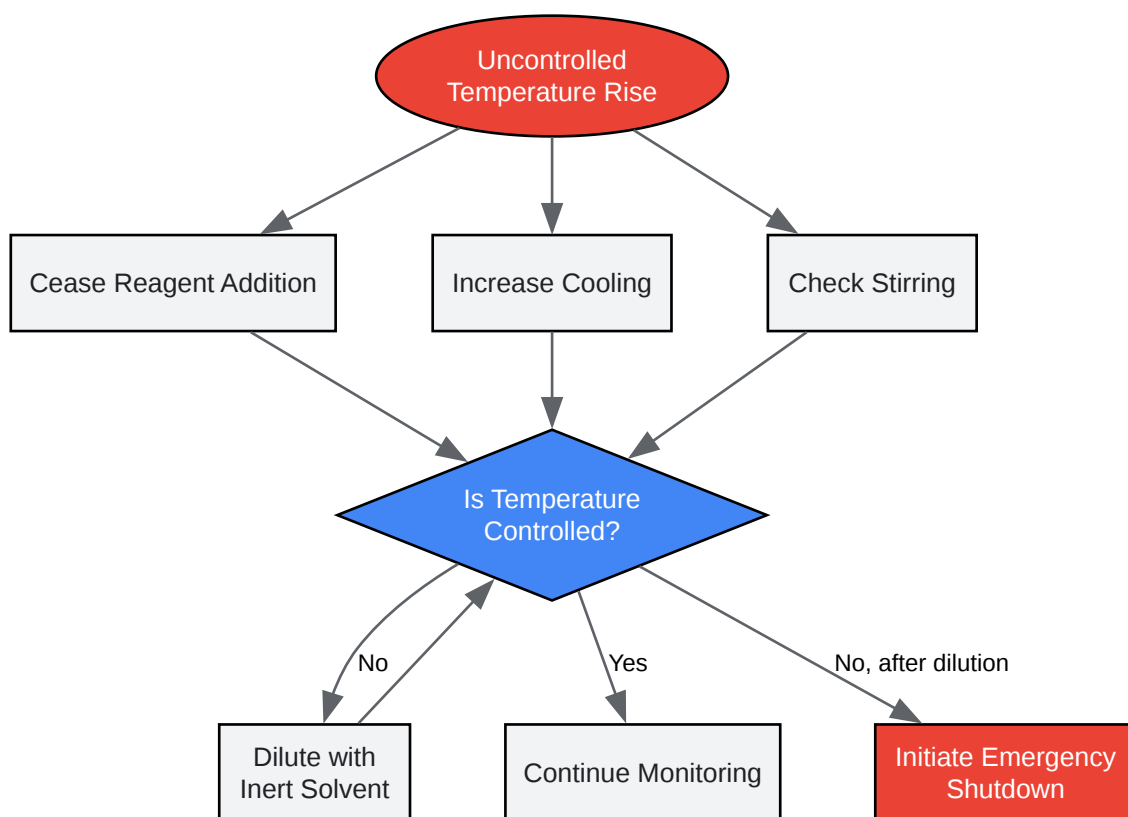 Uncontrolled
Temperature Rise
Cease Reagent Addition
Increase Cooling
Check Stirring
Is Temperature
Controlled?
No
Yes
No, after dilution
Dilute with
Inert Solvent
Continue Monitoring
Initiate Emergency
Shutdown